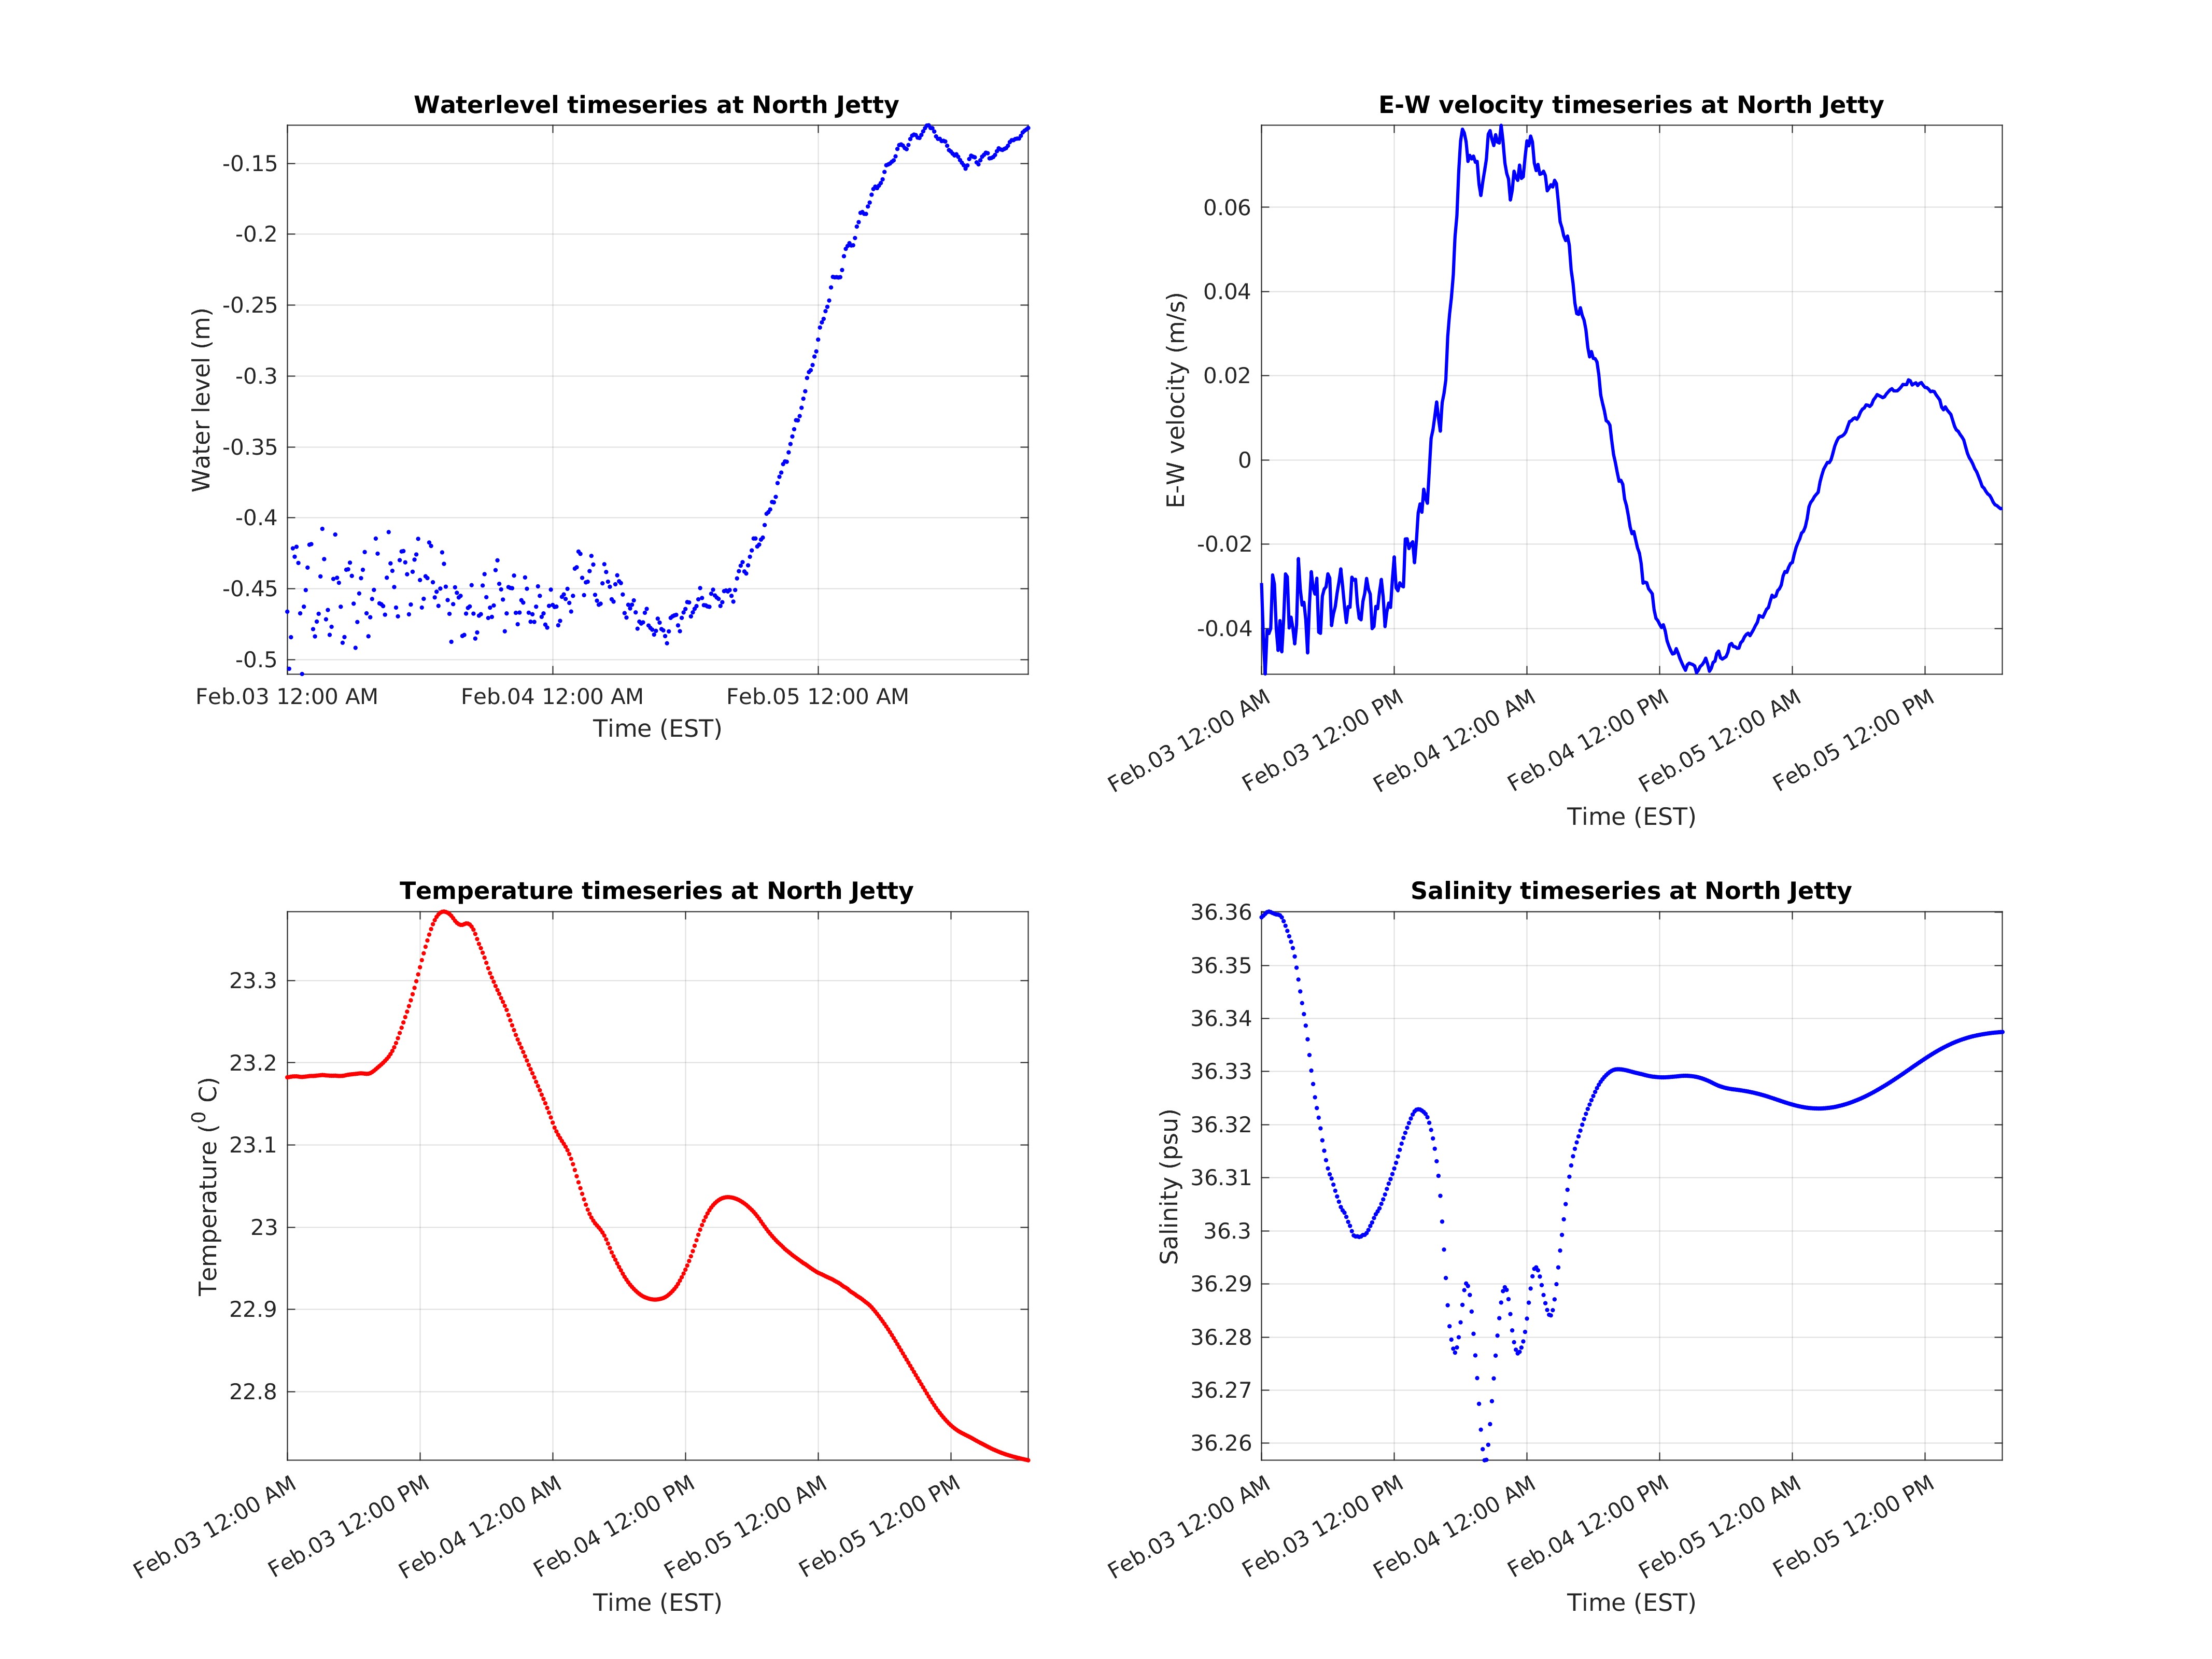 Waterlevel timeseries at North Jetty
Water level (m)
-0.15
-0.2
-0.25
-0.3
-0.35
-0.4
-0.45
-0.5
Feb.03 12:00 AM Feb.04 12:00 AM Feb.05 12:00 AM
Time (EST)
E-W velocity timeseries at North Jetty
E-W velocity (m/s)
0.06
0.04
0.02
0
-0.02
-0.04
Feb.03 12:00 AM Feb.03 12:00 PM Feb.04 12:00 AM Feb.04 12:00 PM Feb.05 12:00 AM Feb.05 12:00 PM
Time (EST)
Temperature timeseries at North Jetty
Temperature (⁰ C)
23.3
23.2
23.1
23
22.9
22.8
Feb.03 12:00 AM Feb.03 12:00 PM Feb.04 12:00 AM Feb.04 12:00 PM Feb.05 12:00 AM Feb.05 12:00 PM
Time (EST)
Salinity timeseries at North Jetty
Salinity (psu)
36.36
36.35
36.34
36.33
36.32
36.31
36.3
36.29
36.28
36.27
36.26
Feb.03 12:00 AM Feb.03 12:00 PM Feb.04 12:00 AM Feb.04 12:00 PM Feb.05 12:00 AM Feb.05 12:00 PM
Time (EST)